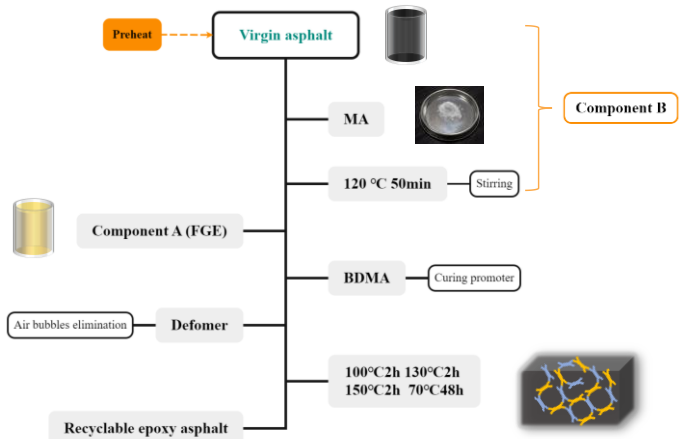 Preheat
Virgin asphalt
MA
Component B
120 ℃ 50min
Stirring
Component A (FGE)
BDMA
Curing promoter
Air bubbles elimination
Defomer
100℃2h 130℃2h
150℃2h 70℃48h
Recyclable epoxy asphalt